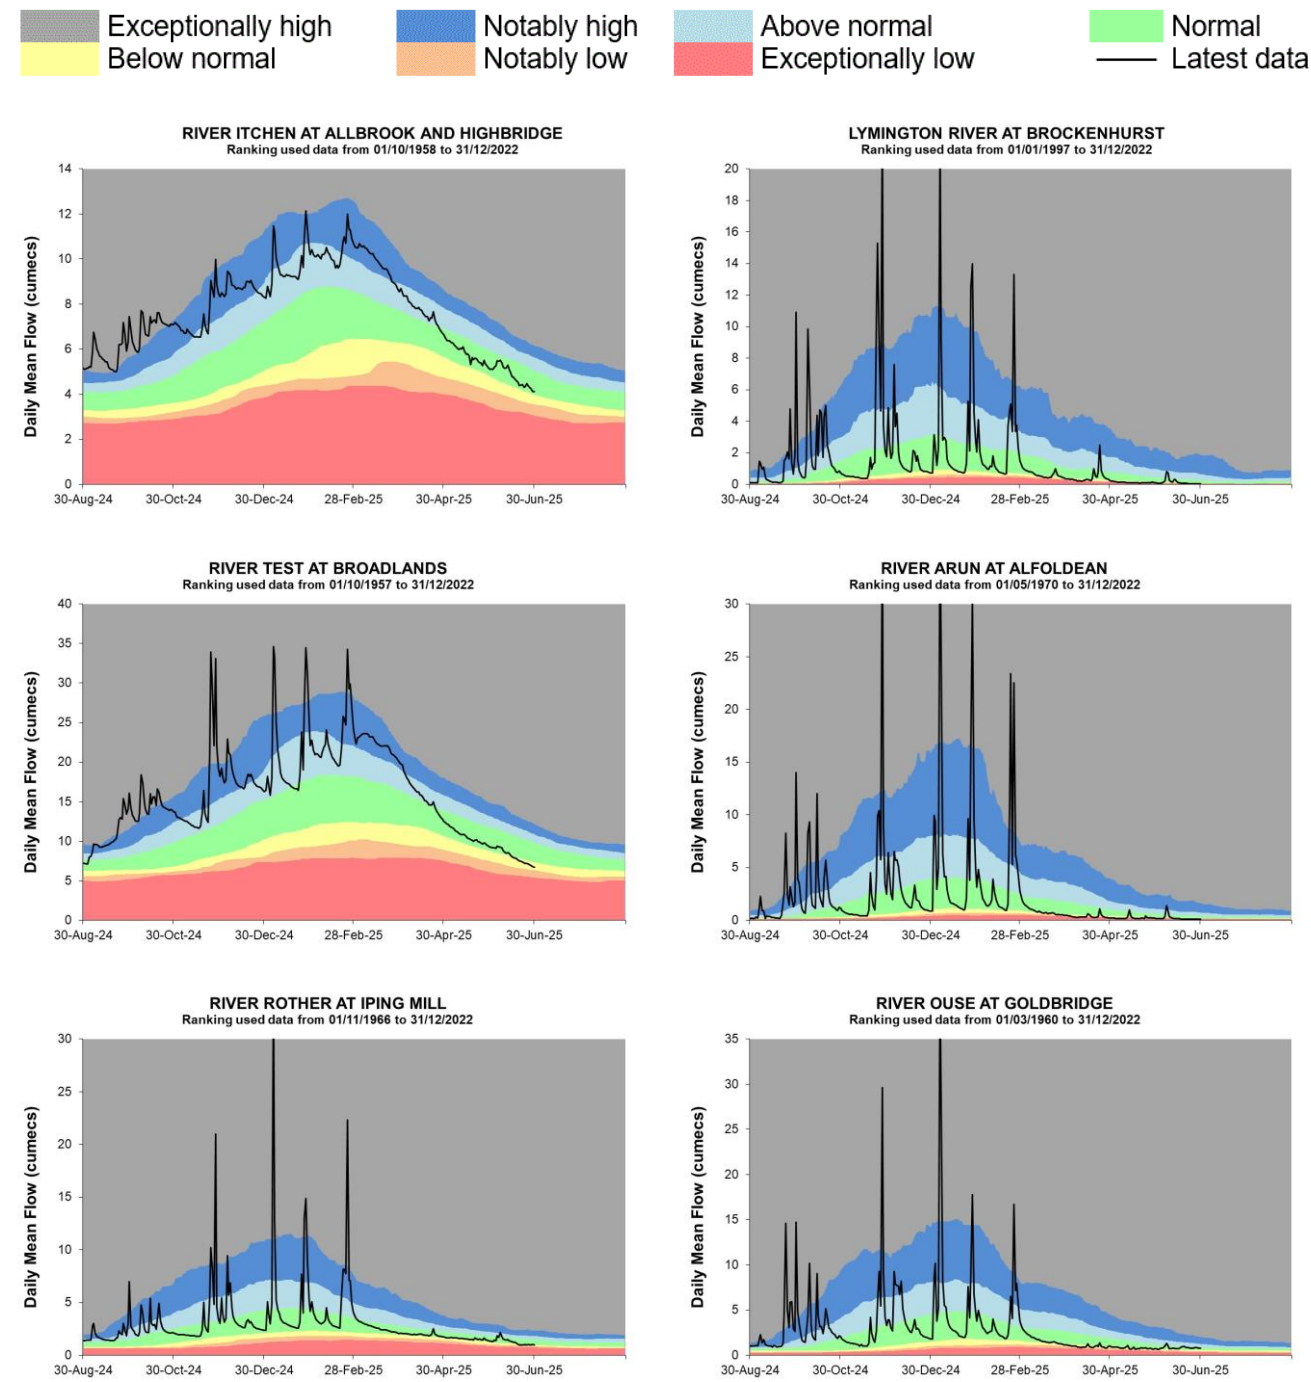 Exceptionally high Notably high Above normal Normal
Below normal Notably low Exceptionally low Latest data
RIVER ITCHEN AT ALLBROOK AND HIGHBRIDGE
Ranking used data from 01/10/1958 to 31/12/2022
Daily Mean Flow (cumecs)
14
12
10
8
6
4
2
0
30-Aug-24 30-Oct-24 30-Dec-24 28-Feb-25 30-Apr-25 30-Jun-25
LYMINGTON RIVER AT BROCKENHURST
Ranking used data from 01/01/1997 to 31/12/2022
Daily Mean Flow (cumecs)
20
18
16
14
12
10
8
6
4
2
0
30-Aug-24 30-Oct-24 30-Dec-24 28-Feb-25 30-Apr-25 30-Jun-25
RIVER TEST AT BROADLANDS
Ranking used data from 01/10/1957 to 31/12/2022
Daily Mean Flow (cumecs)
40
35
30
25
20
15
10
5
0
30-Aug-24 30-Oct-24 30-Dec-24 28-Feb-25 30-Apr-25 30-Jun-25
RIVER ARUN AT ALFOLDEAN
Ranking used data from 01/05/1970 to 31/12/2022
Daily Mean Flow (cumecs)
30
25
20
15
10
5
0
30-Aug-24 30-Oct-24 30-Dec-24 28-Feb-25 30-Apr-25 30-Jun-25
RIVER ROTHER AT IPING MILL
Ranking used data from 01/11/1966 to 31/12/2022
Daily Mean Flow (cumecs)
30
25
20
15
10
5
0
30-Aug-24 30-Oct-24 30-Dec-24 28-Feb-25 30-Apr-25 30-Jun-25
RIVER OUSE AT GOLDBRIDGE
Ranking used data from 01/03/1960 to 31/12/2022
Daily Mean Flow (cumecs)
35
30
25
20
15
10
5
0
30-Aug-24 30-Oct-24 30-Dec-24 28-Feb-25 30-Apr-25 30-Jun-25